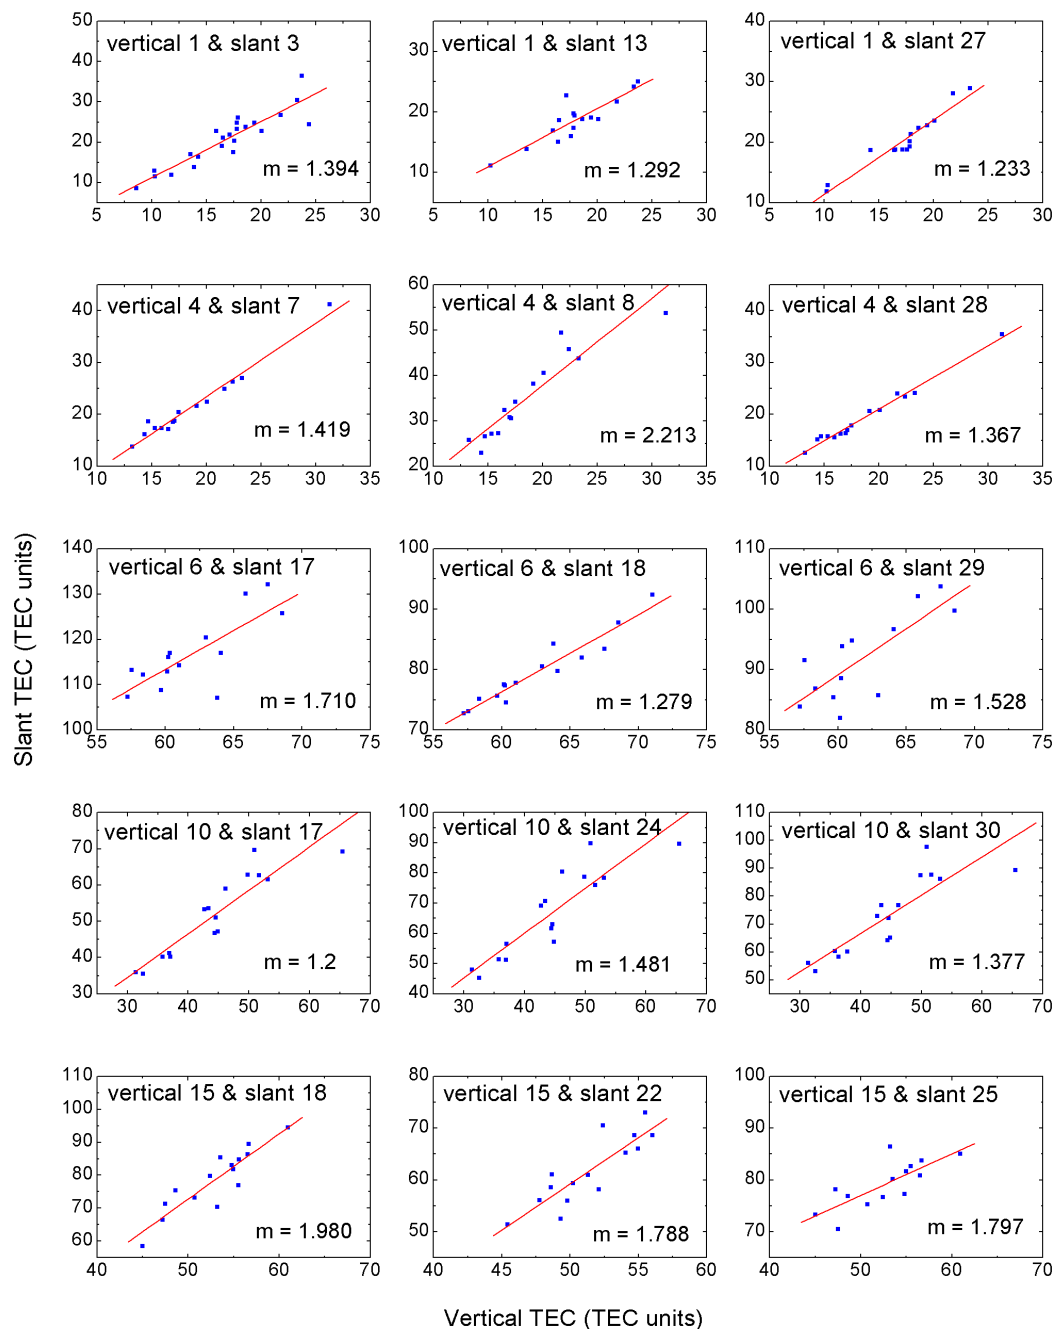 vertical 1 & slant 3
50
40
30
20
10
m = 1.394
5 10 15 20 25 30
vertical 1 & slant 13
30
20
10
m = 1.292
5 10 15 20 25 30
vertical 1 & slant 27
40
30
20
10
m = 1.233
5 10 15 20 25 30
vertical 4 & slant 7
40
30
20
10
m = 1.419
10 15 20 25 30 35
vertical 4 & slant 8
60
50
40
30
20
m = 2.213
10 15 20 25 30 35
vertical 4 & slant 28
40
30
20
10
m = 1.367
10 15 20 25 30 35
Slant TEC (TEC units)
vertical 6 & slant 17
140
130
120
110
100
m = 1.710
55 60 65 70 75
vertical 6 & slant 18
100
90
80
70
m = 1.279
55 60 65 70 75
vertical 6 & slant 29
110
100
90
80
m = 1.528
55 60 65 70 75
vertical 10 & slant 17
80
70
60
50
40
30
m = 1.2
30 40 50 60 70
vertical 10 & slant 24
100
90
80
70
60
50
40
m = 1.481
30 40 50 60 70
vertical 10 & slant 30
110
100
90
80
70
60
50
m = 1.377
30 40 50 60 70
vertical 15 & slant 18
110
100
90
80
70
60
m = 1.980
40 50 60 70
vertical 15 & slant 22
80
70
60
50
m = 1.788
40 45 50 55 60
vertical 15 & slant 25
100
90
80
70
m = 1.797
40 50 60 70
Vertical TEC (TEC units)